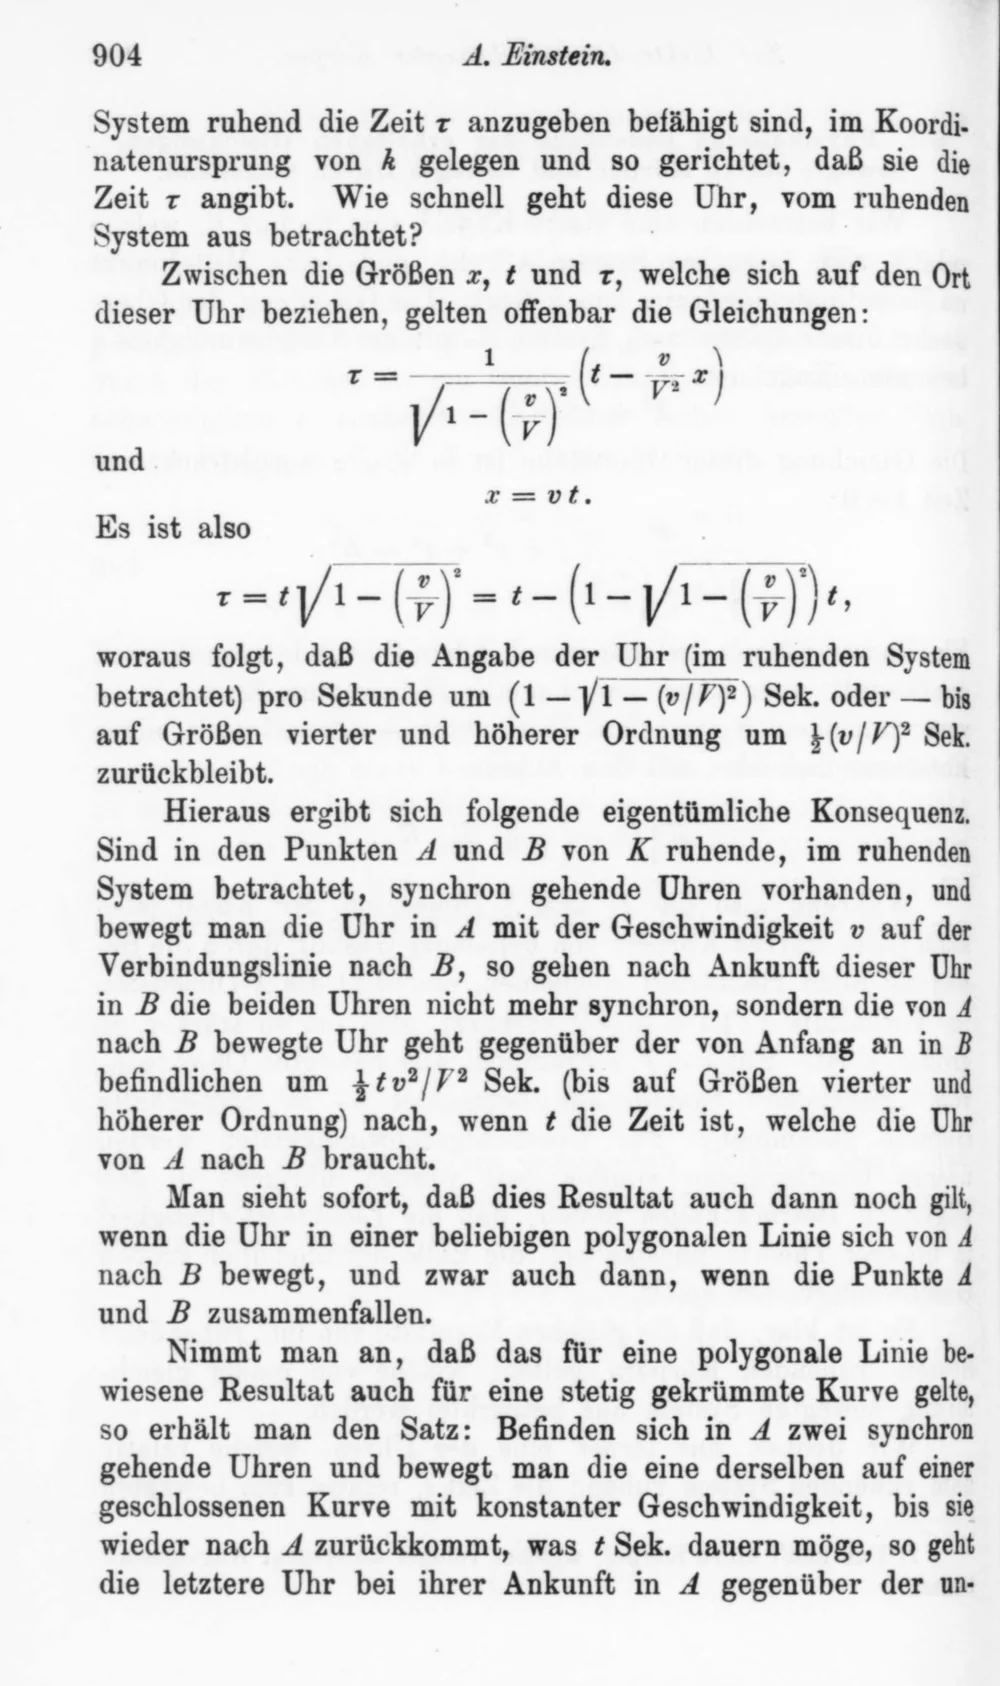 904 A. Einstein.
System ruhend die Zeit τ anzugeben befähigt sind, im Koordi-
natenursprung von k gelegen und so gerichtet, daß sie die
Zeit τ angibt. Wie schnell geht diese Uhr, vom ruhenden
System aus betrachtet?
Zwischen die Größen x, t und τ, welche sich auf den Ort
dieser Uhr beziehen, gelten offenbar die Gleichungen:
τ = 1/√(1 − (v/V)²) (t − v/V² x)
und
x = v t.
Es ist also
τ = t √(1 − (v/V)²) = t − (1 − √(1 − (v/V)²)) t,
woraus folgt, daß die Angabe der Uhr (im ruhenden System
betrachtet) pro Sekunde um (1 − √(1 − (v/V)²)) Sek. oder — bis
auf Größen vierter und höherer Ordnung um ½(v/V)² Sek.
zurückbleibt.
Hieraus ergibt sich folgende eigentümliche Konsequenz.
Sind in den Punkten A und B von K ruhende, im ruhenden
System betrachtet, synchron gehende Uhren vorhanden, und
bewegt man die Uhr in A mit der Geschwindigkeit v auf der
Verbindungslinie nach B, so gehen nach Ankunft dieser Uhr
in B die beiden Uhren nicht mehr synchron, sondern die von A
nach B bewegte Uhr geht gegenüber der von Anfang an in B
befindlichen um ½ t v²/V² Sek. (bis auf Größen vierter und
höherer Ordnung) nach, wenn t die Zeit ist, welche die Uhr
von A nach B braucht.
Man sieht sofort, daß dies Resultat auch dann noch gilt,
wenn die Uhr in einer beliebigen polygonalen Linie sich von A
nach B bewegt, und zwar auch dann, wenn die Punkte A
und B zusammenfallen.
Nimmt man an, daß das für eine polygonale Linie be-
wiesene Resultat auch für eine stetig gekrümmte Kurve gelte,
so erhält man den Satz: Befinden sich in A zwei synchron
gehende Uhren und bewegt man die eine derselben auf einer
geschlossenen Kurve mit konstanter Geschwindigkeit, bis sie
wieder nach A zurückkommt, was t Sek. dauern möge, so geht
die letztere Uhr bei ihrer Ankunft in A gegenüber der un-